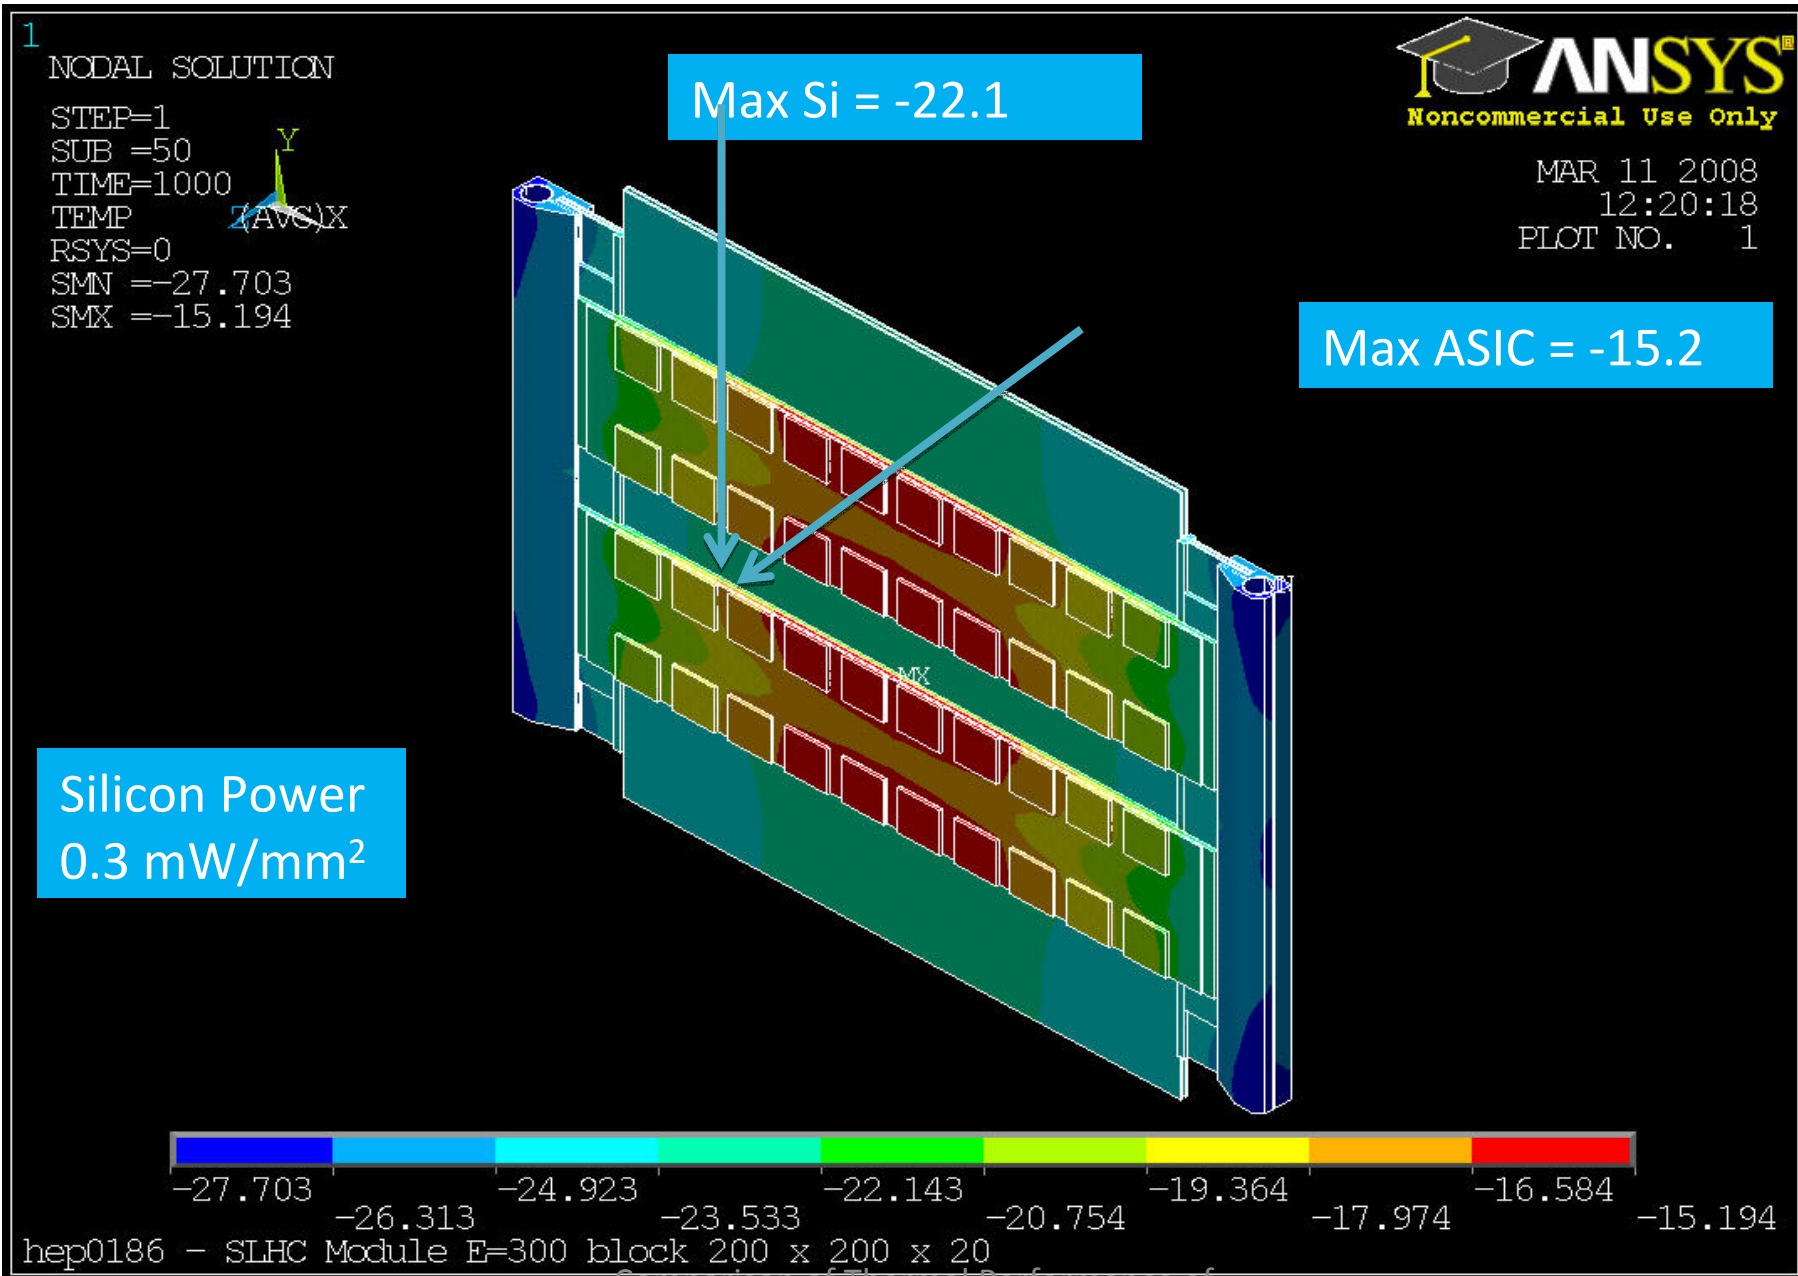 1
NODAL SOLUTION
STEP=1
SUB =50
TIME=1000
TEMP (AVG)
RSYS=0
SMN =-27.703
SMX =-15.194
Y
Z
X
Max Si = -22.1
ANSYS®
Noncommercial Use Only
MAR 11 2008
12:20:18
PLOT NO. 1
Max ASIC = -15.2
MX
Silicon Power
0.3 mW/mm²
-27.703
-26.313
-24.923
-23.533
-22.143
-20.754
-19.364
-17.974
-16.584
-15.194
hep0186 - SLHC Module E=300 block 200 x 200 x 20